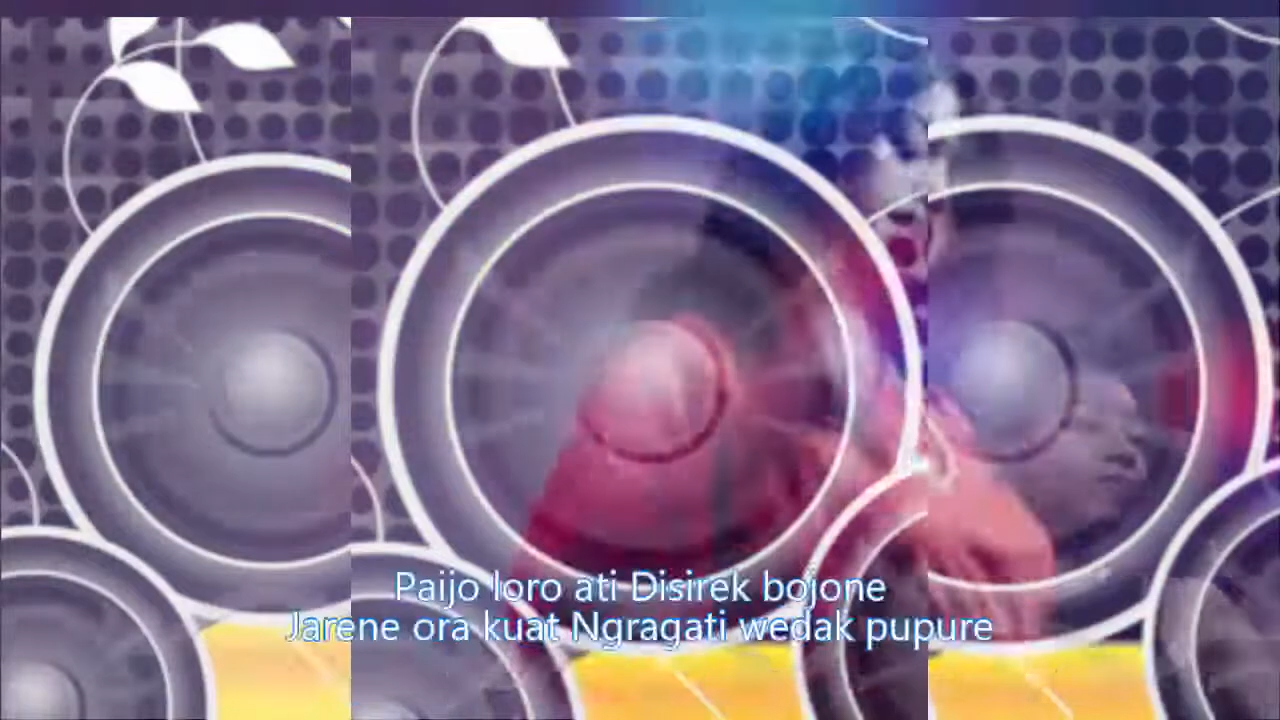 Paijo loro ati Disirek bojone
Jarene ora kuat Ngragati wedak pupure